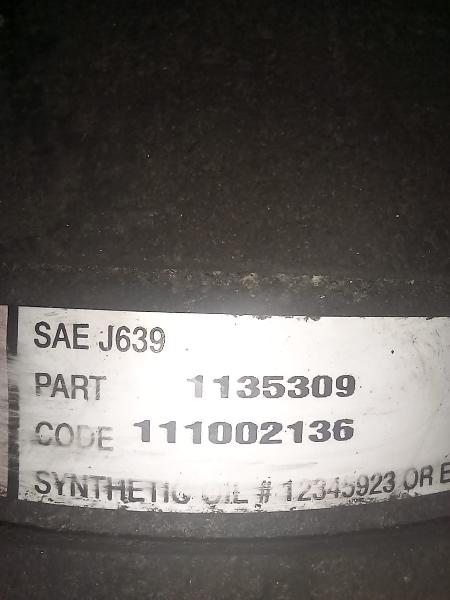 SAE J639
PART 1135309
CODE 111002136
SYNTHETIC OIL # 12345923 OR E